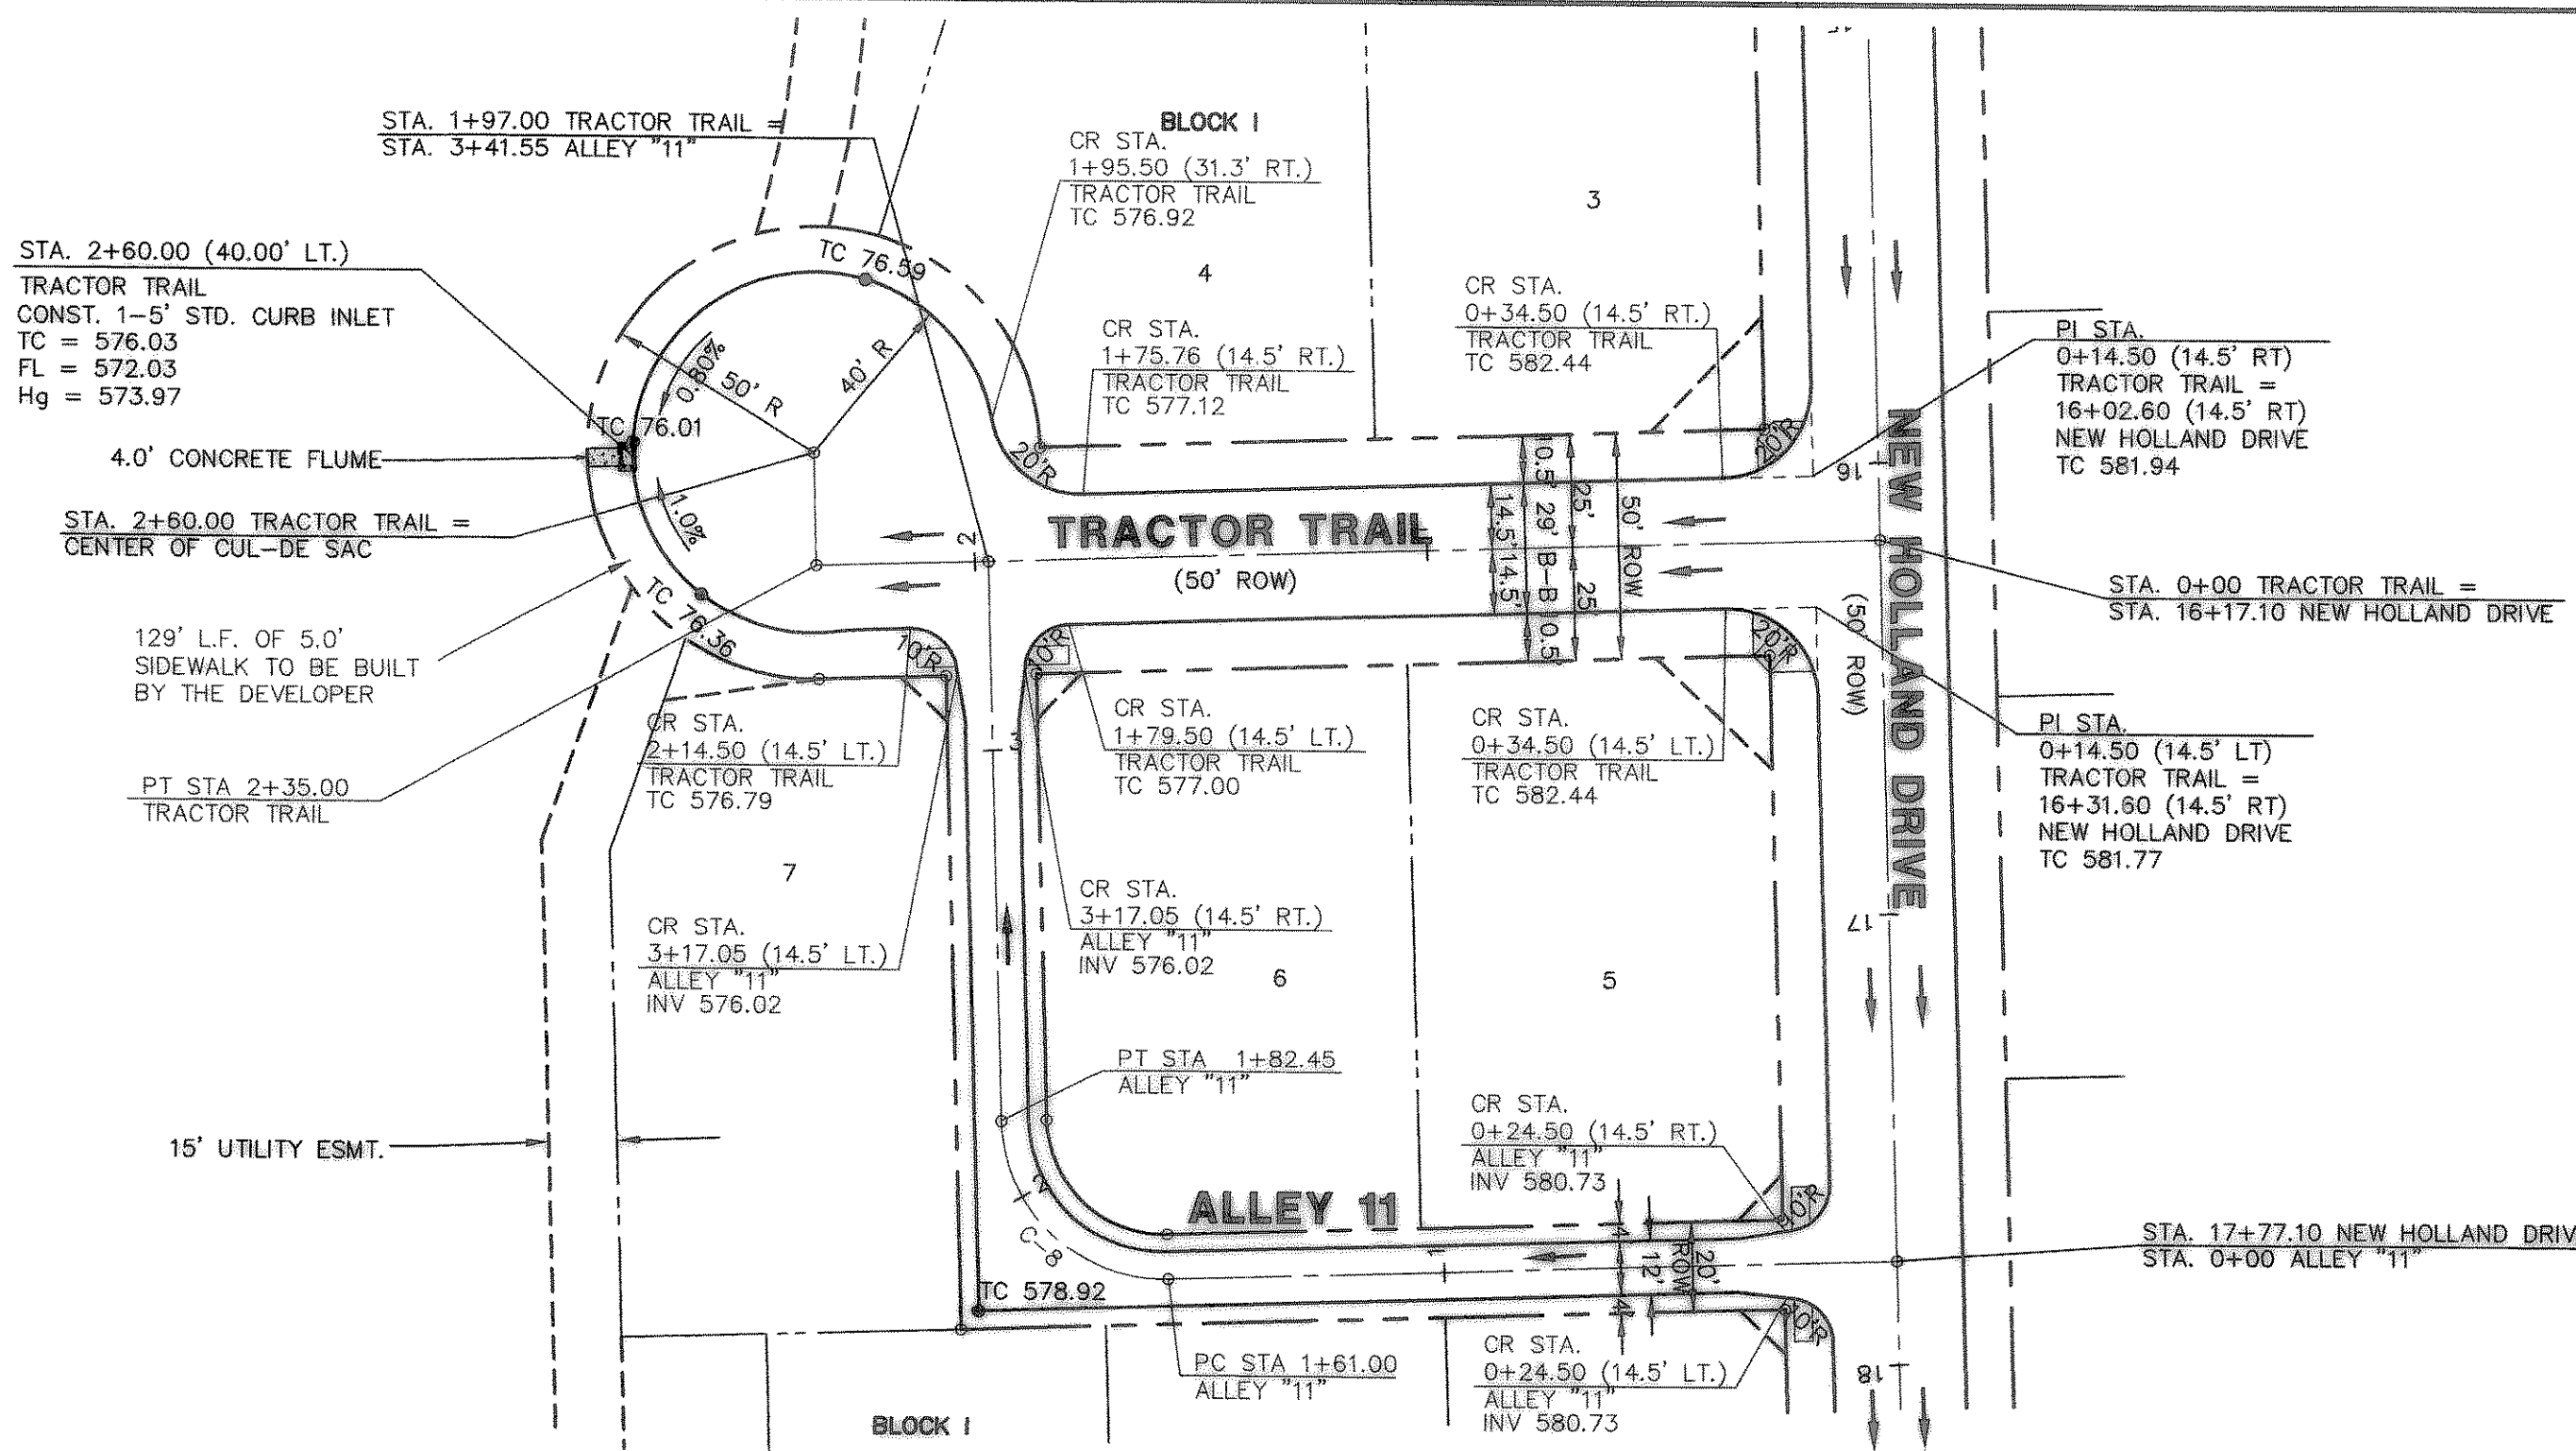 STA. 1+97.00 TRACTOR TRAIL =
STA. 3+41.55 ALLEY "11"
BLOCK I
CR STA.
1+95.50 (31.3' RT.)
TRACTOR TRAIL
TC 576.92
3
4
STA. 2+60.00 (40.00' LT.)
TRACTOR TRAIL
CONST. 1-5' STD. CURB INLET
TC = 576.03
FL = 572.03
Hg = 573.97
TC 76.59
CR STA.
0+34.50 (14.5' RT.)
TRACTOR TRAIL
TC 582.44
CR STA.
1+75.76 (14.5' RT.)
TRACTOR TRAIL
TC 577.12
PI STA.
0+14.50 (14.5' RT)
TRACTOR TRAIL =
16+02.60 (14.5' RT)
NEW HOLLAND DRIVE
TC 581.94
0.80%
50' R
40' R
TC 76.01
4.0' CONCRETE FLUME
20'R
20'R
16
1.0%
STA. 2+60.00 TRACTOR TRAIL =
CENTER OF CUL-DE SAC
2
TRACTOR TRAIL
(50' ROW)
1
14.5'
14.5'
10.5'
29' B-B
0.5'
25'
25'
50' ROW
NEW HOLLAND DRIVE
(50' ROW)
STA. 0+00 TRACTOR TRAIL =
STA. 16+17.10 NEW HOLLAND DRIVE
TC 76.36
10'R
10'R
20'R
129' L.F. OF 5.0'
SIDEWALK TO BE BUILT
BY THE DEVELOPER
PT STA 2+35.00
TRACTOR TRAIL
CR STA.
2+14.50 (14.5' LT.)
TRACTOR TRAIL
TC 576.79
3
CR STA.
1+79.50 (14.5' LT.)
TRACTOR TRAIL
TC 577.00
CR STA.
0+34.50 (14.5' LT.)
TRACTOR TRAIL
TC 582.44
PI STA.
0+14.50 (14.5' LT)
TRACTOR TRAIL =
16+31.60 (14.5' RT)
NEW HOLLAND DRIVE
TC 581.77
7
CR STA.
3+17.05 (14.5' LT.)
ALLEY "11"
INV 576.02
CR STA.
3+17.05 (14.5' RT.)
ALLEY "11"
INV 576.02
6
5
17
PT STA 1+82.45
ALLEY "11"
15' UTILITY ESMT.
CR STA.
0+24.50 (14.5' RT.)
ALLEY "11"
INV 580.73
2
C-8
ALLEY 11
1
4'
12'
4'
20'
ROW
10'R
STA. 17+77.10 NEW HOLLAND DRIV
STA. 0+00 ALLEY "11"
TC 578.92
10'R
PC STA 1+61.00
ALLEY "11"
CR STA.
0+24.50 (14.5' LT.)
ALLEY "11"
INV 580.73
18
BLOCK I